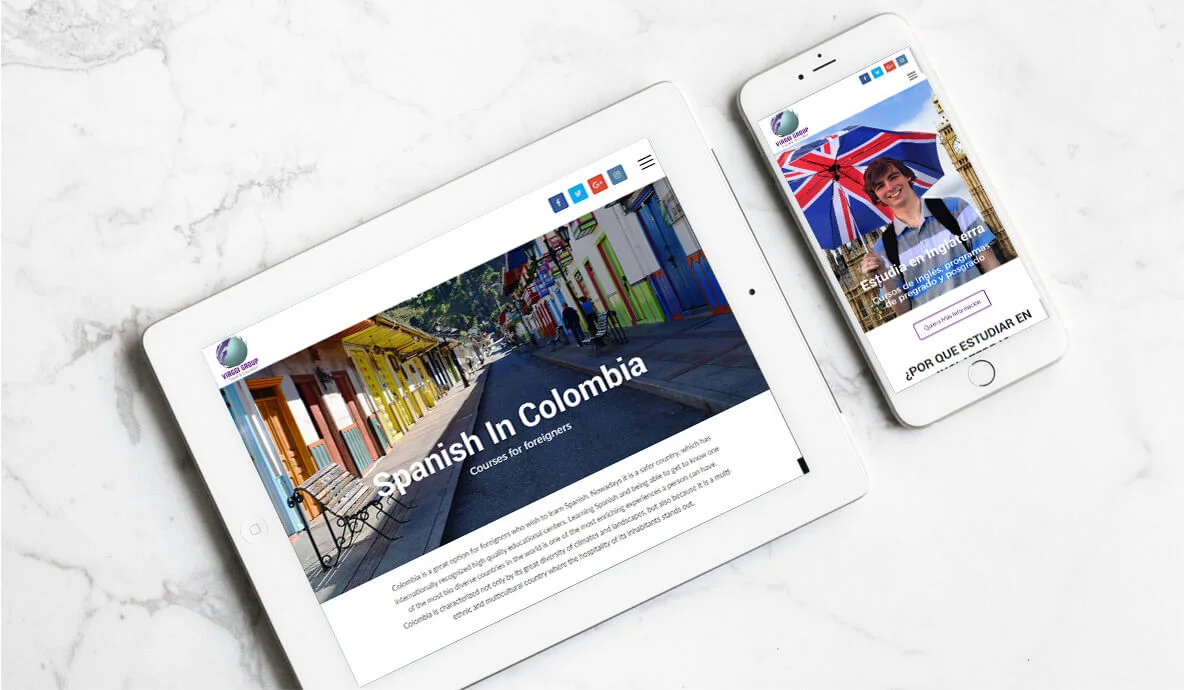 VIAGGI GROUP
Spanish In Colombia
Courses for foreigners
Colombia is a great option for foreigners who wish to learn Spanish. Nowadays it is a safer country, which has
internationally recognized high quality educational centers. Learning Spanish and being able to get to know one
of the most bio diverse countries in the world is one of the most enriching experiences a person can have.
Colombia is characterized not only by its great diversity of climates and landscapes, but also because it is a multi-
ethnic and multicultural country where the hospitality of its inhabitants stands out.
VIAGGI GROUP
Estudia en Inglaterra
Cursos de Inglés, programas
de pregrado y posgrado
Quiero Más Información
¿POR QUE ESTUDIAR EN